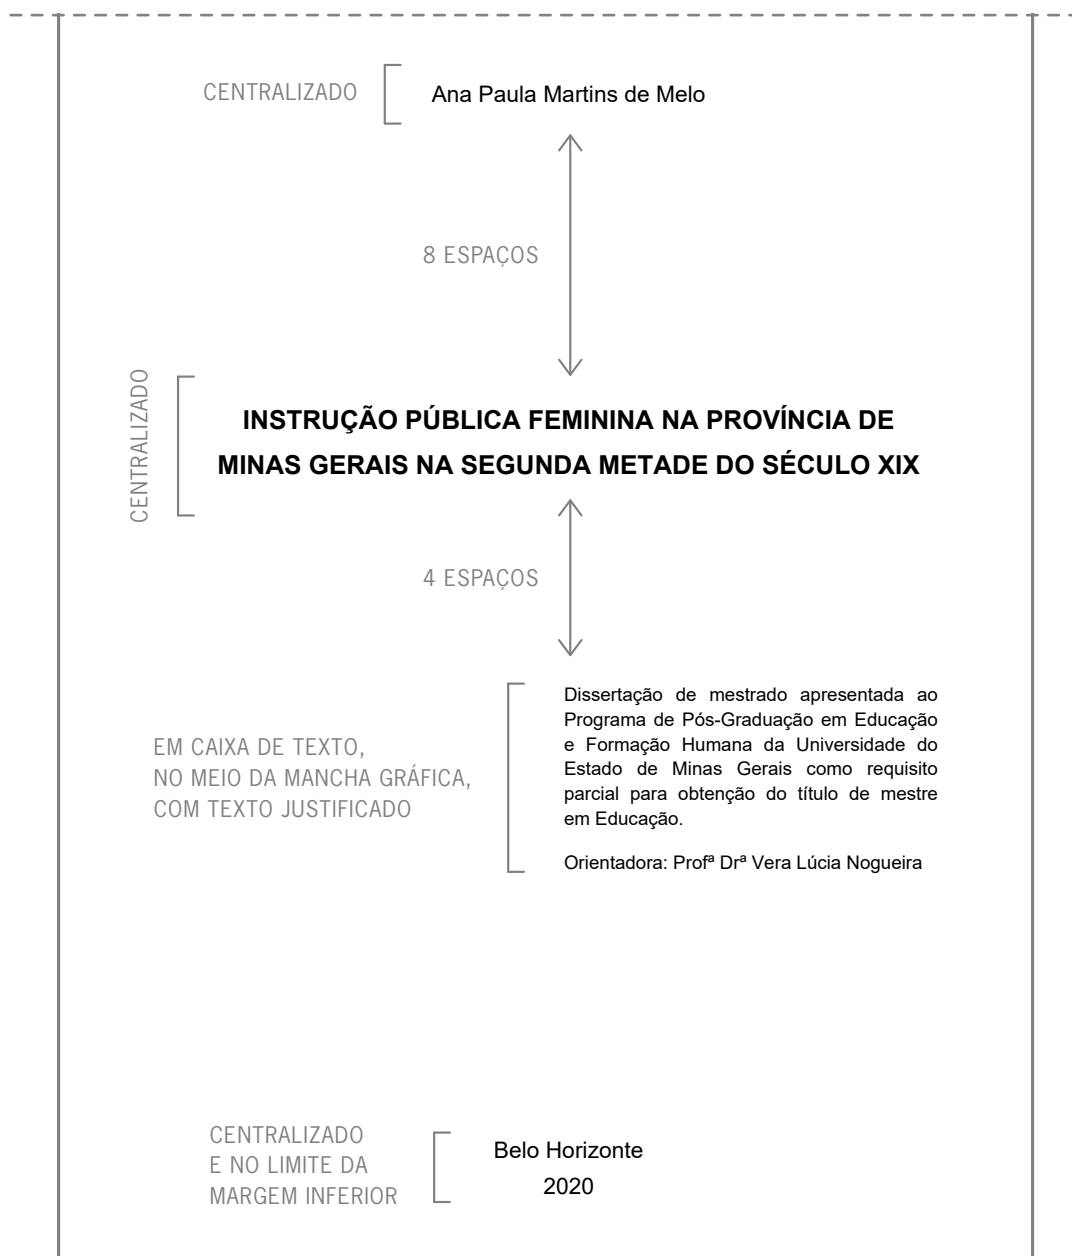 CENTRALIZADO
Ana Paula Martins de Melo
8 ESPAÇOS
CENTRALIZADO
INSTRUÇÃO PÚBLICA FEMININA NA PROVÍNCIA DE
MINAS GERAIS NA SEGUNDA METADE DO SÉCULO XIX
4 ESPAÇOS
EM CAIXA DE TEXTO,
NO MEIO DA MANCHA GRÁFICA,
COM TEXTO JUSTIFICADO
Dissertação de mestrado apresentada ao
Programa de Pós-Graduação em Educação
e Formação Humana da Universidade do
Estado de Minas Gerais como requisito
parcial para obtenção do título de mestre
em Educação.
Orientadora: Profª Drª Vera Lúcia Nogueira
CENTRALIZADO
E NO LIMITE DA
MARGEM INFERIOR
Belo Horizonte
2020